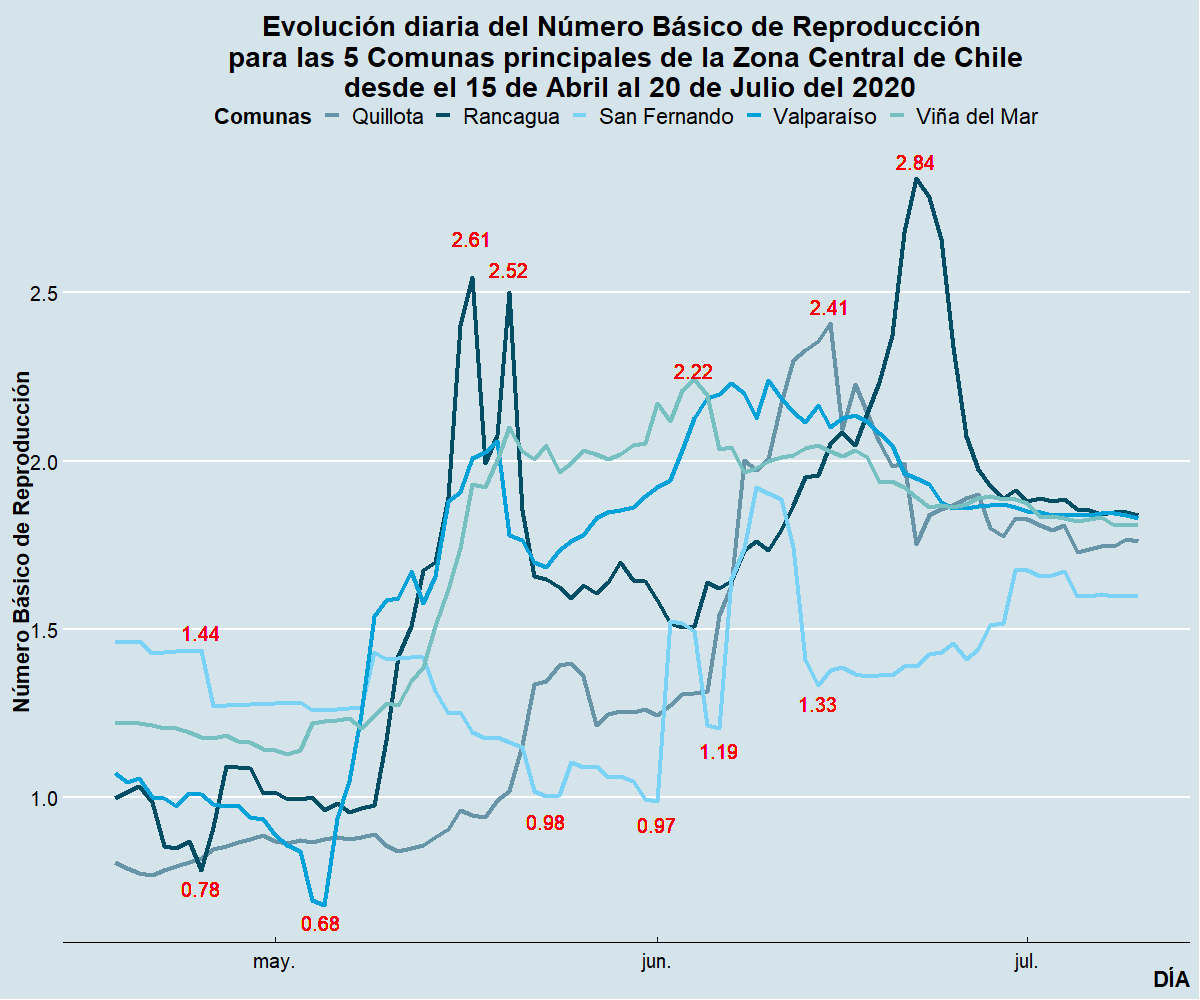 Evolución diaria del Número Básico de Reproducción
para las 5 Comunas principales de la Zona Central de Chile
desde el 15 de Abril al 20 de Julio del 2020
Comunas Quillota Rancagua San Fernando Valparaíso Viña del Mar
2.84
2.61
2.52
2.5
2.41
2.22
2.0
Número Básico de Reproducción
1.44
1.5
1.33
1.19
1.0
0.98
0.97
0.78
0.68
may. jun. jul.
DÍA